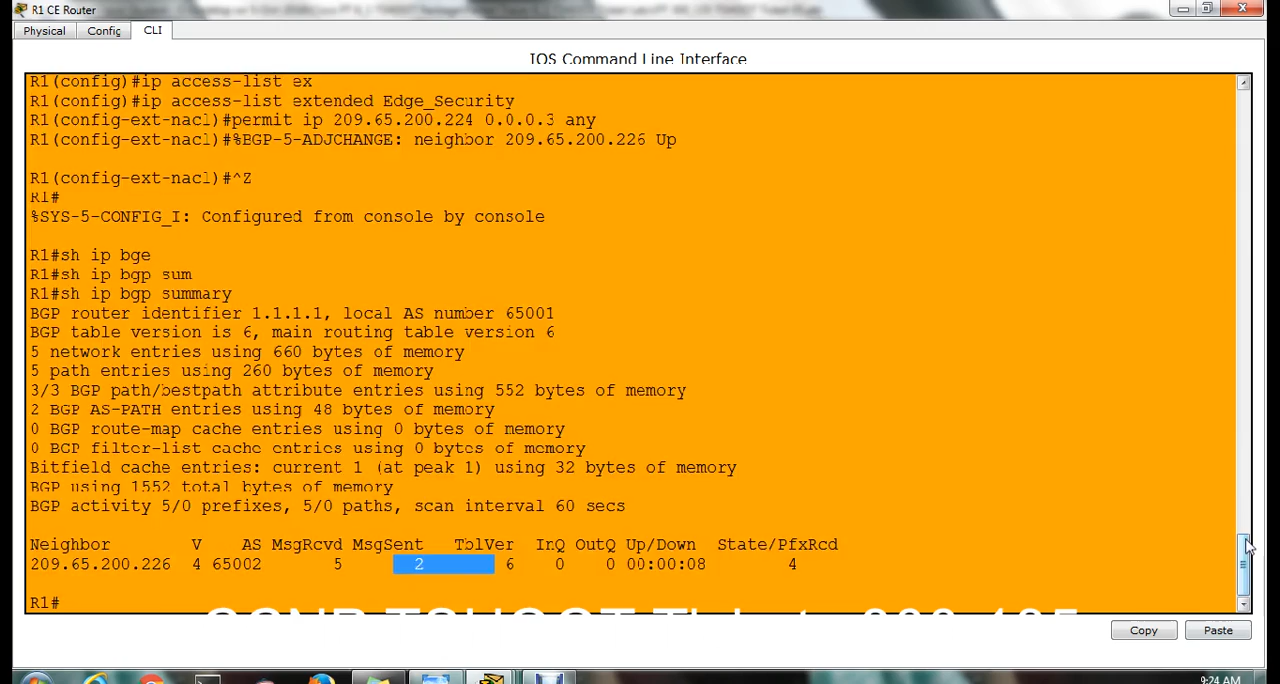 R1 CE Router
Physical Config CLI
IOS Command Line Interface
R1(config)#ip access-list ex
R1(config)#ip access-list extended Edge_Security
R1(config-ext-nacl)#permit ip 209.65.200.224 0.0.0.3 any
R1(config-ext-nacl)#%BGP-5-ADJCHANGE: neighbor 209.65.200.226 Up
R1(config-ext-nacl)#^Z
R1#
%SYS-5-CONFIG_I: Configured from console by console
R1#sh ip bge
R1#sh ip bgp sum
R1#sh ip bgp summary
BGP router identifier 1.1.1.1, local AS number 65001
BGP table version is 6, main routing table version 6
5 network entries using 660 bytes of memory
5 path entries using 260 bytes of memory
3/3 BGP path/bestpath attribute entries using 552 bytes of memory
2 BGP AS-PATH entries using 48 bytes of memory
0 BGP route-map cache entries using 0 bytes of memory
0 BGP filter-list cache entries using 0 bytes of memory
Bitfield cache entries: current 1 (at peak 1) using 32 bytes of memory
BGP using 1552 total bytes of memory
BGP activity 5/0 prefixes, 5/0 paths, scan interval 60 secs
Neighbor V AS MsgRcvd MsgSent TblVer InQ OutQ Up/Down State/PfxRcd
209.65.200.226 4 65002 5 2 6 0 0 00:00:08 4
R1#
Copy Paste
9:24 AM